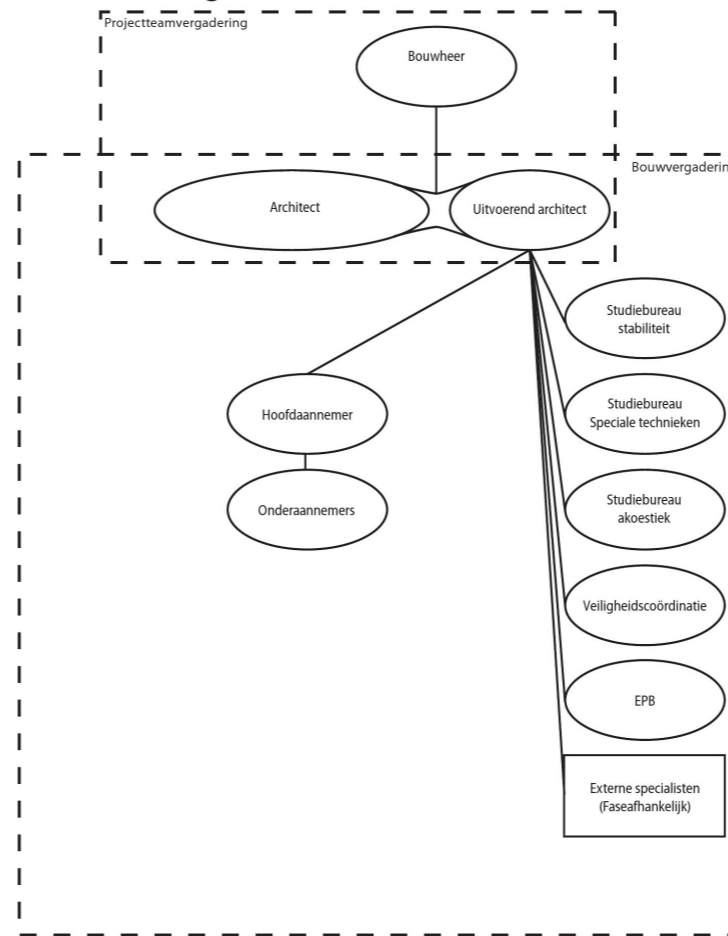 Projectteamvergadering
Bouwheer
Bouwvergaderin
Architect
Uitvoerend architect
Studiebureau
stabiliteit
Hoofdaannemer
Studiebureau
Speciale technieken
Onderaannemers
Studiebureau
akoestiek
Veiligheidscoördinatie
EPB
Externe specialisten
(Faseafhankelijk)